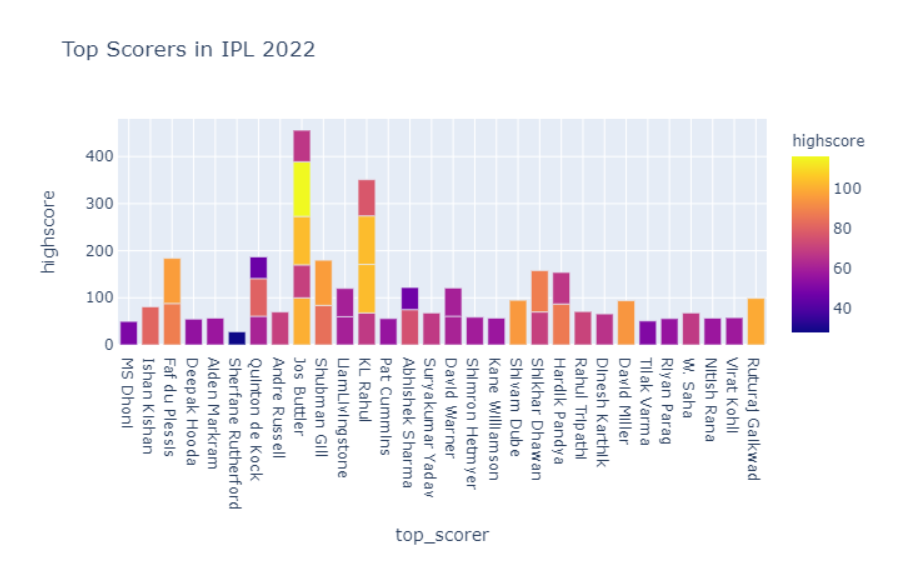 Top Scorers in IPL 2022
highscore
400
300
200
100
0
highscore
100
80
60
40
MS Dhoni
Ishan Kishan
Faf du Plessis
Deepak Hooda
Aiden Markram
Sherfane Rutherford
Quinton de Kock
Andre Russell
Jos Buttler
Shubman Gill
LiamLivingstone
KL Rahul
Pat Cummins
Abhishek Sharma
Suryakumar Yadav
David Warner
Shimron Hetmyer
Kane Williamson
Shivam Dube
Shikhar Dhawan
Hardik Pandya
Rahul Tripathi
Dinesh Karthik
David Miller
Tilak Varma
Riyan Parag
W. Saha
Nitish Rana
Virat Kohli
Ruturaj Gaikwad
top_scorer